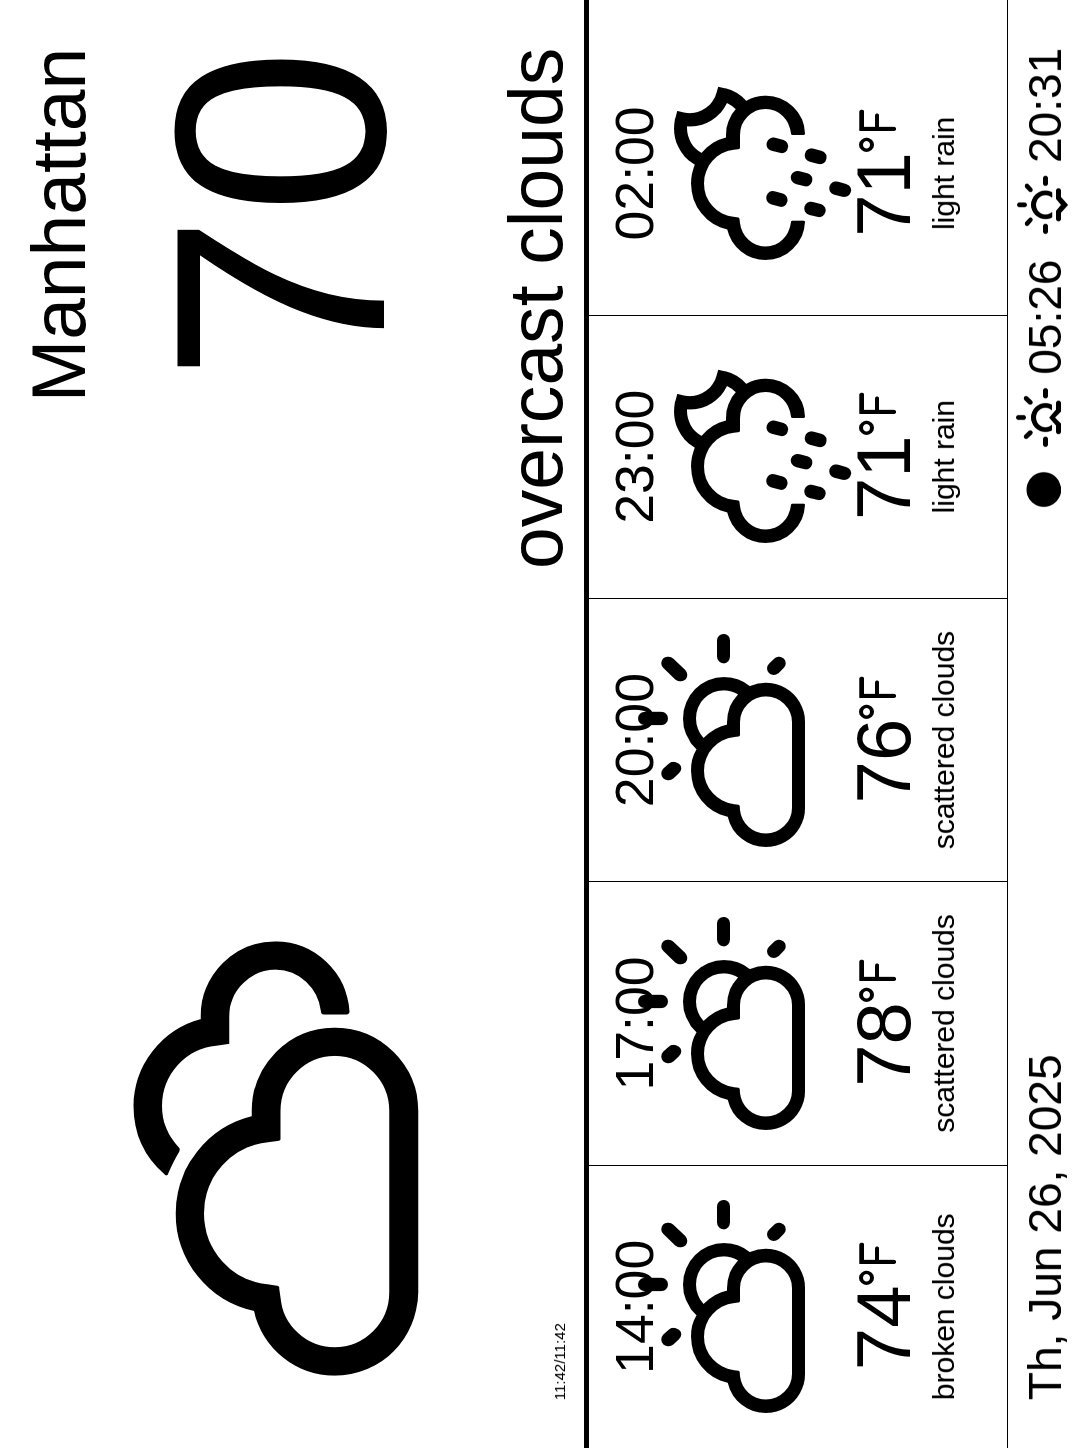 Manhattan
70
overcast clouds
11:42/11:42
14:00 17:00 20:00 23:00 02:00
74°F 78°F 76°F 71°F 71°F
broken clouds scattered clouds scattered clouds light rain light rain
Th, Jun 26, 2025 05:26 20:31